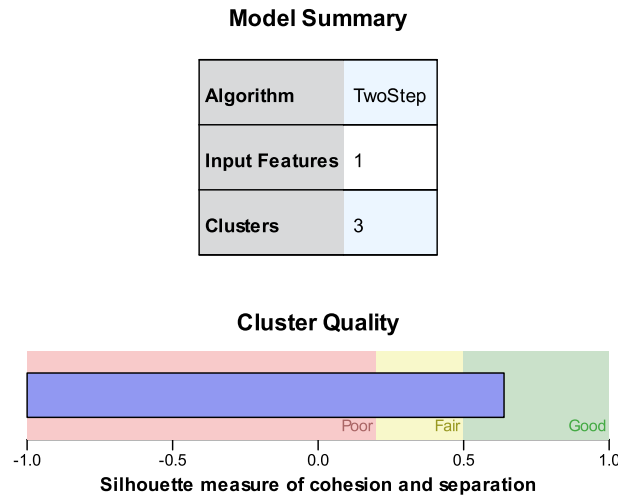 Model Summary
Algorithm TwoStep
Input Features 1
Clusters 3
Cluster Quality
Poor Fair Good
-1.0 -0.5 0.0 0.5 1.0
Silhouette measure of cohesion and separation